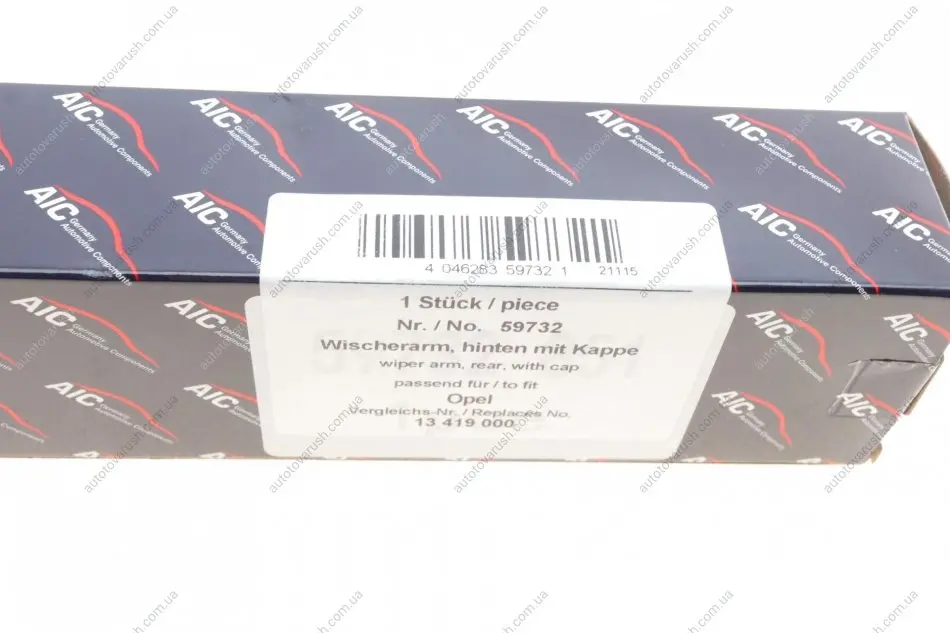 AIC Germany Automotive Components
4 046283 59732 1 21115
1 Stück / piece
Nr. / No. 59732
Wischerarm, hinten mit Kappe
wiper arm, rear, with cap
passend für / to fit
Opel
Vergleichs-Nr. / Replaces No.
13 419 000
autotovarush.com.ua